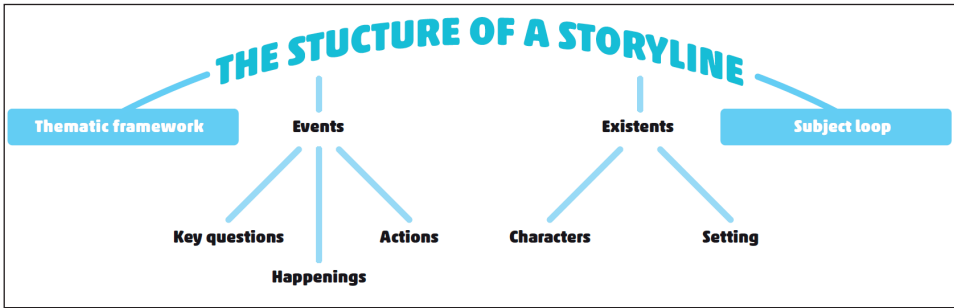 THE STUCTURE OF A STORYLINE
Thematic framework
Events
Existents
Subject loop
Key questions
Actions
Characters
Setting
Happenings